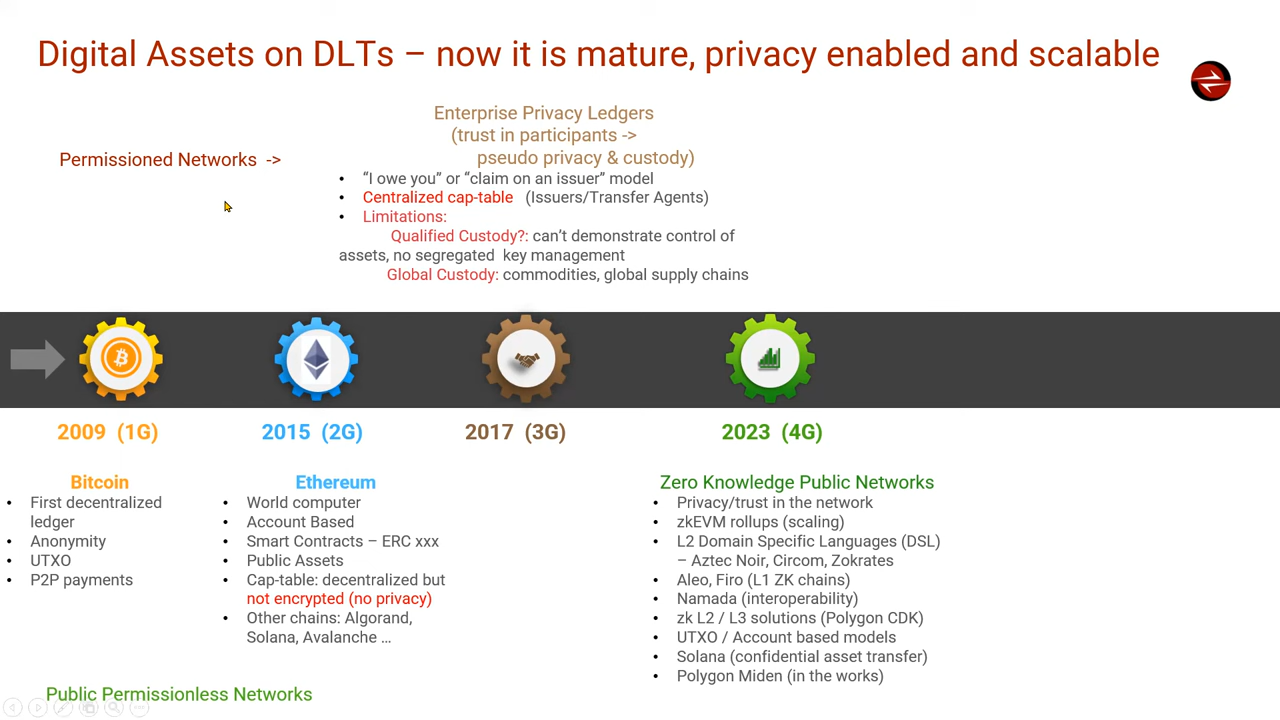 Digital Assets on DLTs – now it is mature, privacy enabled and scalable
Enterprise Privacy Ledgers
(trust in participants ->
pseudo privacy & custody)
Permissioned Networks ->
• “I owe you” or “claim on an issuer” model
• Centralized cap-table (Issuers/Transfer Agents)
• Limitations:
Qualified Custody?: can’t demonstrate control of
assets, no segregated key management
Global Custody: commodities, global supply chains
2009 (1G)
2015 (2G)
2017 (3G)
2023 (4G)
Bitcoin
• First decentralized
ledger
• Anonymity
• UTXO
• P2P payments
Ethereum
• World computer
• Account Based
• Smart Contracts – ERC xxx
• Public Assets
• Cap-table: decentralized but
not encrypted (no privacy)
• Other chains: Algorand,
Solana, Avalanche ...
Zero Knowledge Public Networks
• Privacy/trust in the network
• zkEVM rollups (scaling)
• L2 Domain Specific Languages (DSL)
– Aztec Noir, Circom, Zokrates
• Aleo, Firo (L1 ZK chains)
• Namada (interoperability)
• zk L2 / L3 solutions (Polygon CDK)
• UTXO / Account based models
• Solana (confidential asset transfer)
• Polygon Miden (in the works)
Public Permissionless Networks